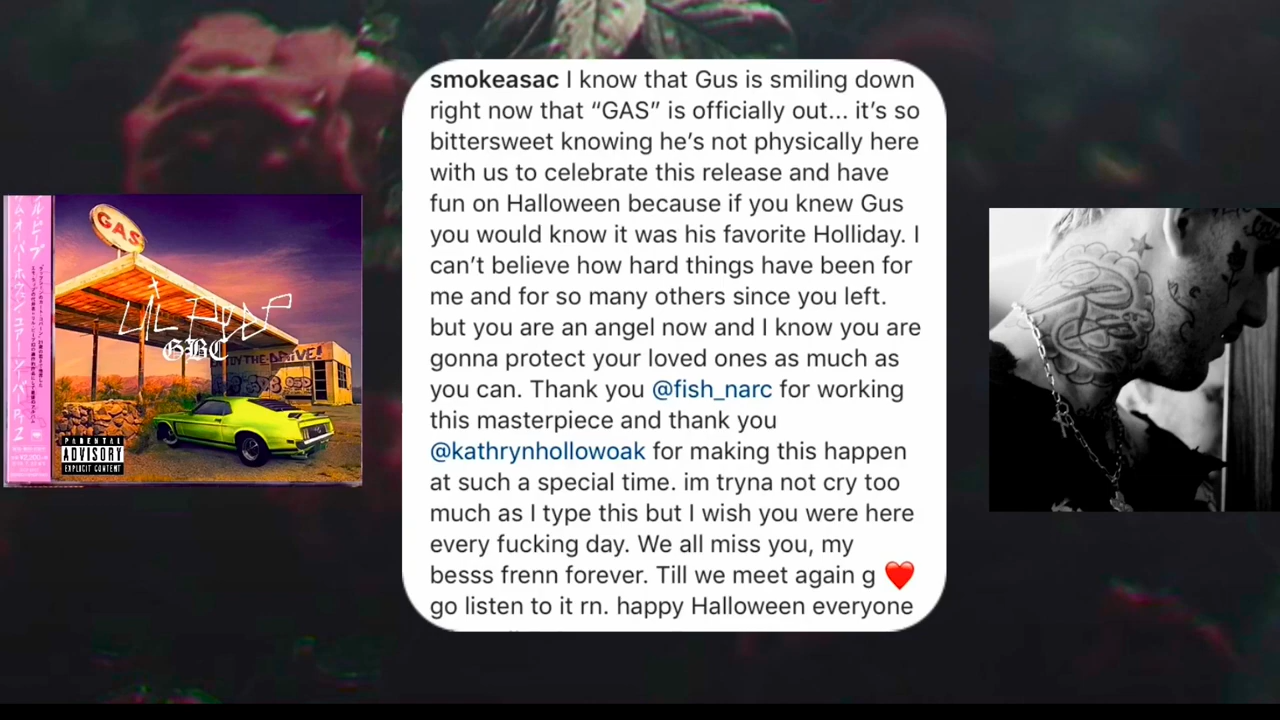 smokeasac I know that Gus is smiling down
right now that “GAS” is officially out... it’s so
bittersweet knowing he’s not physically here
with us to celebrate this release and have
fun on Halloween because if you knew Gus
you would know it was his favorite Holliday. I
can’t believe how hard things have been for
me and for so many others since you left.
but you are an angel now and I know you are
gonna protect your loved ones as much as
you can. Thank you @fish_narc for working
this masterpiece and thank you
@kathrynhollowoak for making this happen
at such a special time. im tryna not cry too
much as I type this but I wish you were here
every fucking day. We all miss you, my
besss frenn forever. Till we meet again g ❤️
go listen to it rn. happy Halloween everyone
GAS
LiL PEEP
GBC
PARENTAL
ADVISORY
EXPLICIT CONTENT